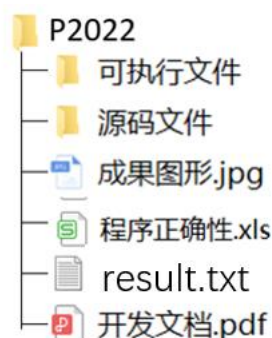 P2022
可执行文件
源码文件
成果图形.jpg
程序正确性.xls
result.txt
开发文档.pdf